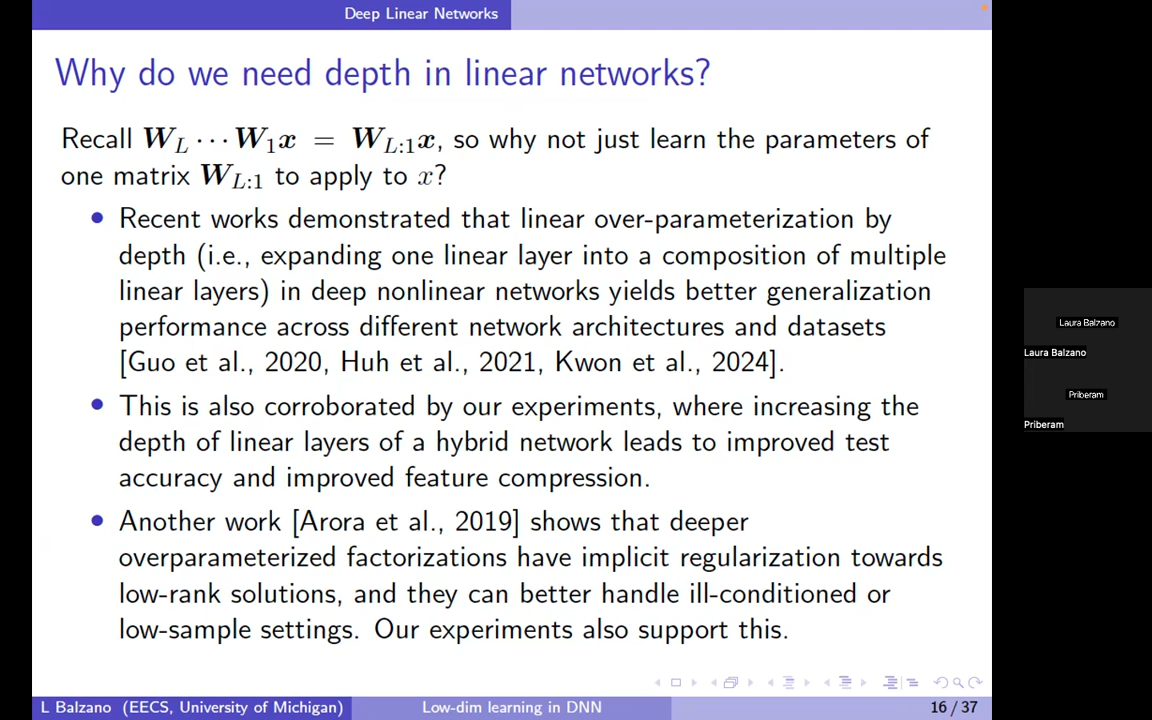 Deep Linear Networks
Why do we need depth in linear networks?
Recall W_L ··· W_1x = W_{L:1}x, so why not just learn the parameters of
one matrix W_{L:1} to apply to x?
• Recent works demonstrated that linear over-parameterization by
depth (i.e., expanding one linear layer into a composition of multiple
linear layers) in deep nonlinear networks yields better generalization
performance across different network architectures and datasets
[Guo et al., 2020, Huh et al., 2021, Kwon et al., 2024].
• This is also corroborated by our experiments, where increasing the
depth of linear layers of a hybrid network leads to improved test
accuracy and improved feature compression.
• Another work [Arora et al., 2019] shows that deeper
overparameterized factorizations have implicit regularization towards
low-rank solutions, and they can better handle ill-conditioned or
low-sample settings. Our experiments also support this.
L Balzano (EECS, University of Michigan)
Low-dim learning in DNN
16 / 37
Laura Balzano
Laura Balzano
Priberam
Priberam